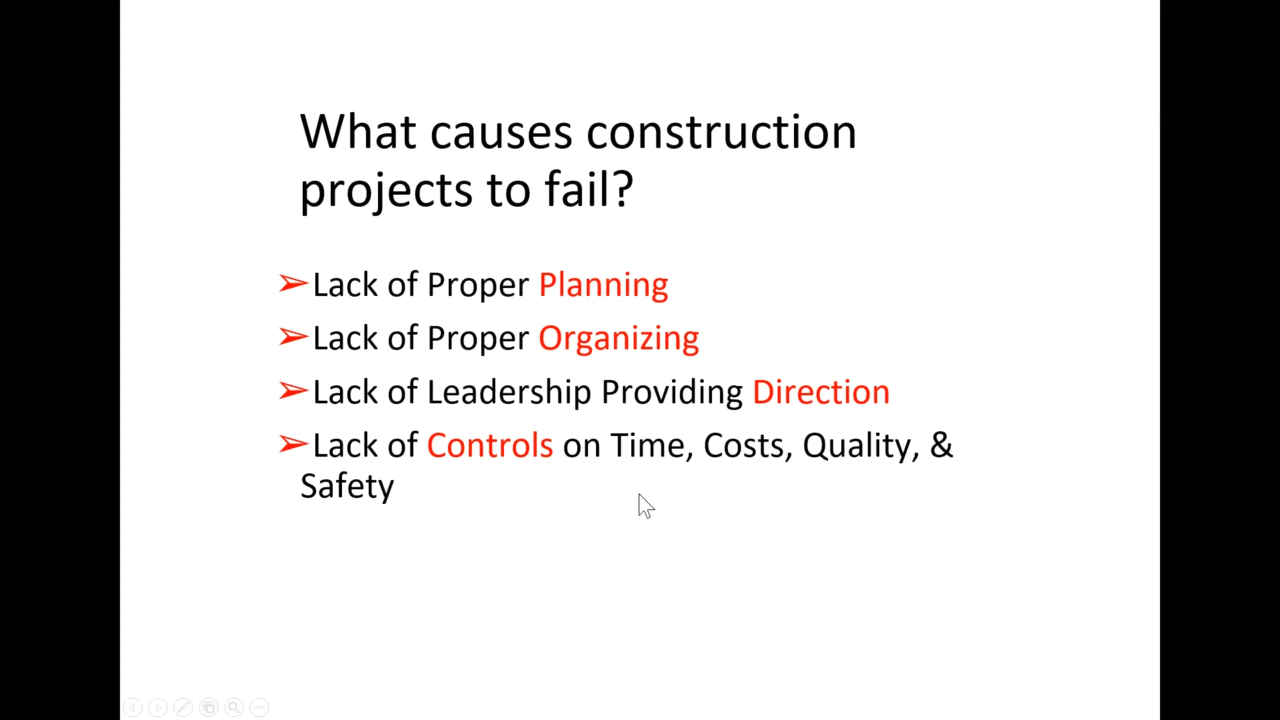 What causes construction
projects to fail?
➢Lack of Proper Planning
➢Lack of Proper Organizing
➢Lack of Leadership Providing Direction
➢Lack of Controls on Time, Costs, Quality, &
Safety